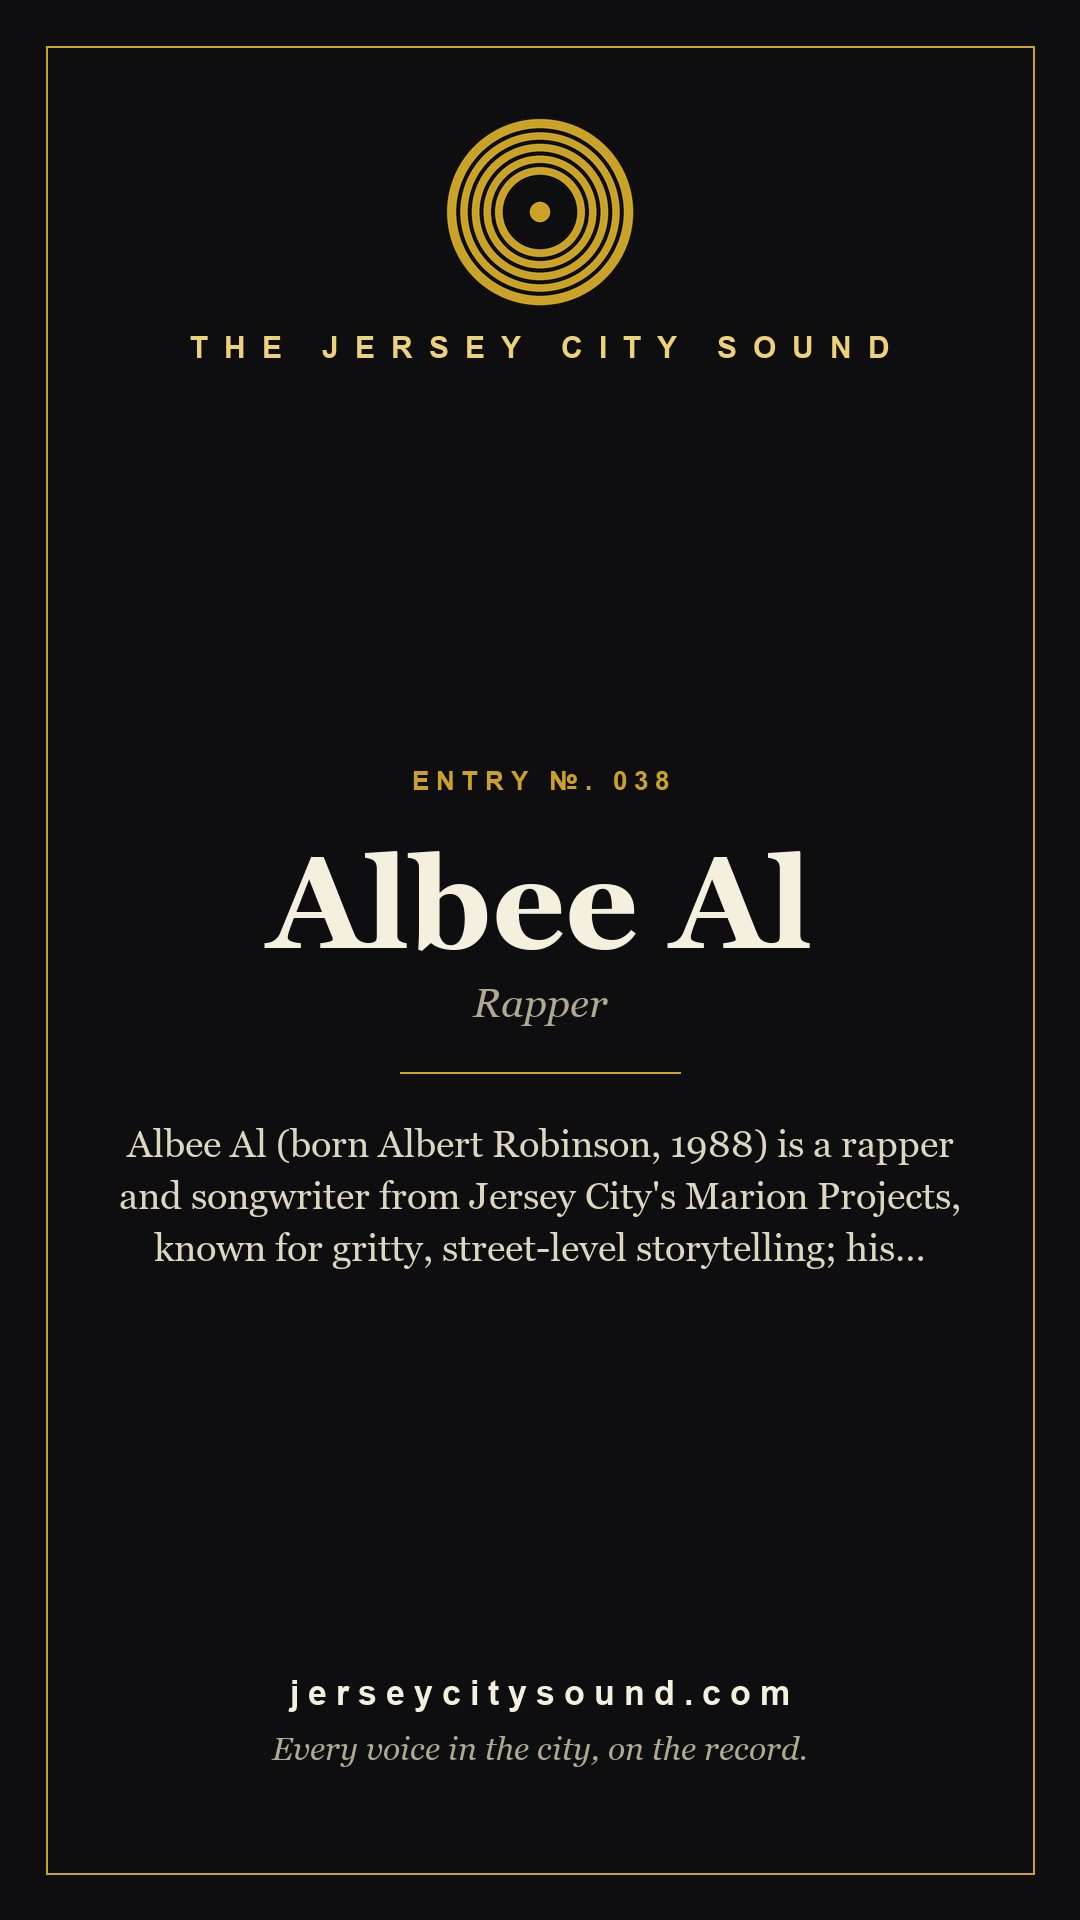 THE JERSEY CITY SOUND
ENTRY №. 038
Albee Al
Rapper
Albee Al (born Albert Robinson, 1988) is a rapper
and songwriter from Jersey City's Marion Projects,
known for gritty, street-level storytelling; his...
jerseycitysound.com
Every voice in the city, on the record.